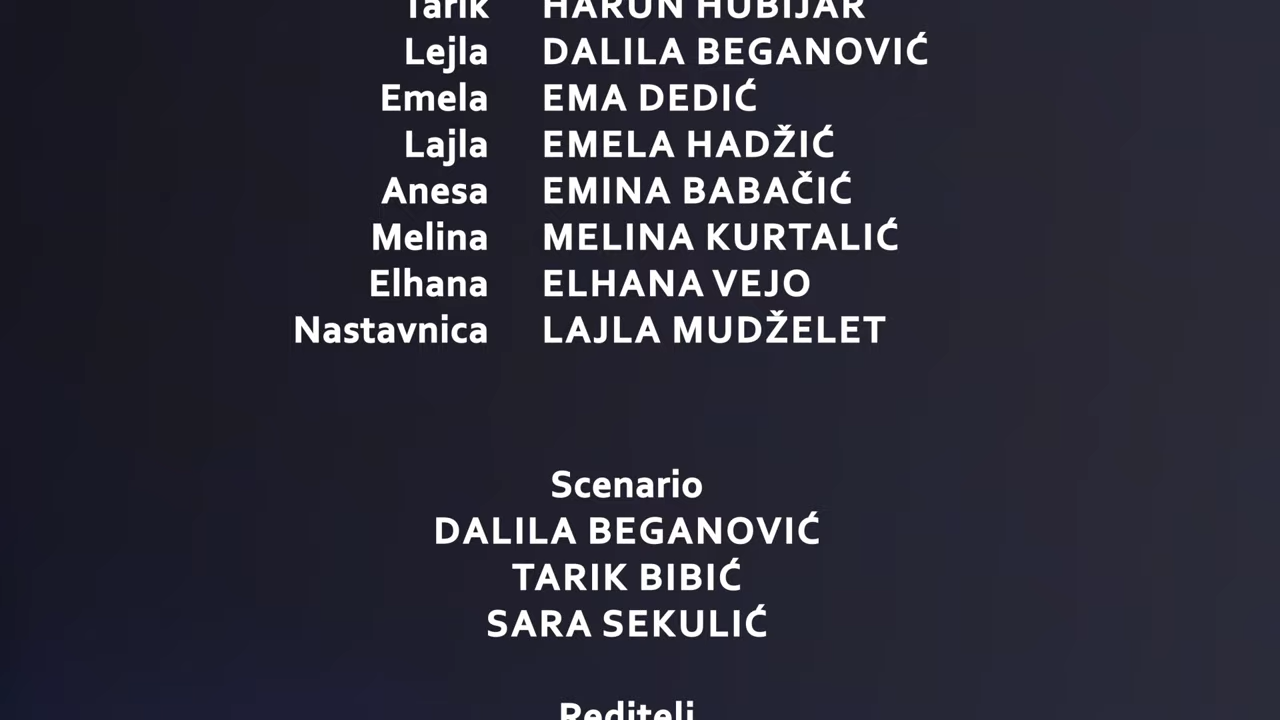 Tarik HARUN HUBIJAR
Lejla DALILA BEGANOVIĆ
Emela EMA DEDIĆ
Lajla EMELA HADŽIĆ
Anesa EMINA BABAČIĆ
Melina MELINA KURTALIĆ
Elhana ELHANA VEJO
Nastavnica LAJLA MUDŽELET
Scenario
DALILA BEGANOVIĆ
TARIK BIBIĆ
SARA SEKULIĆ
Reditelj